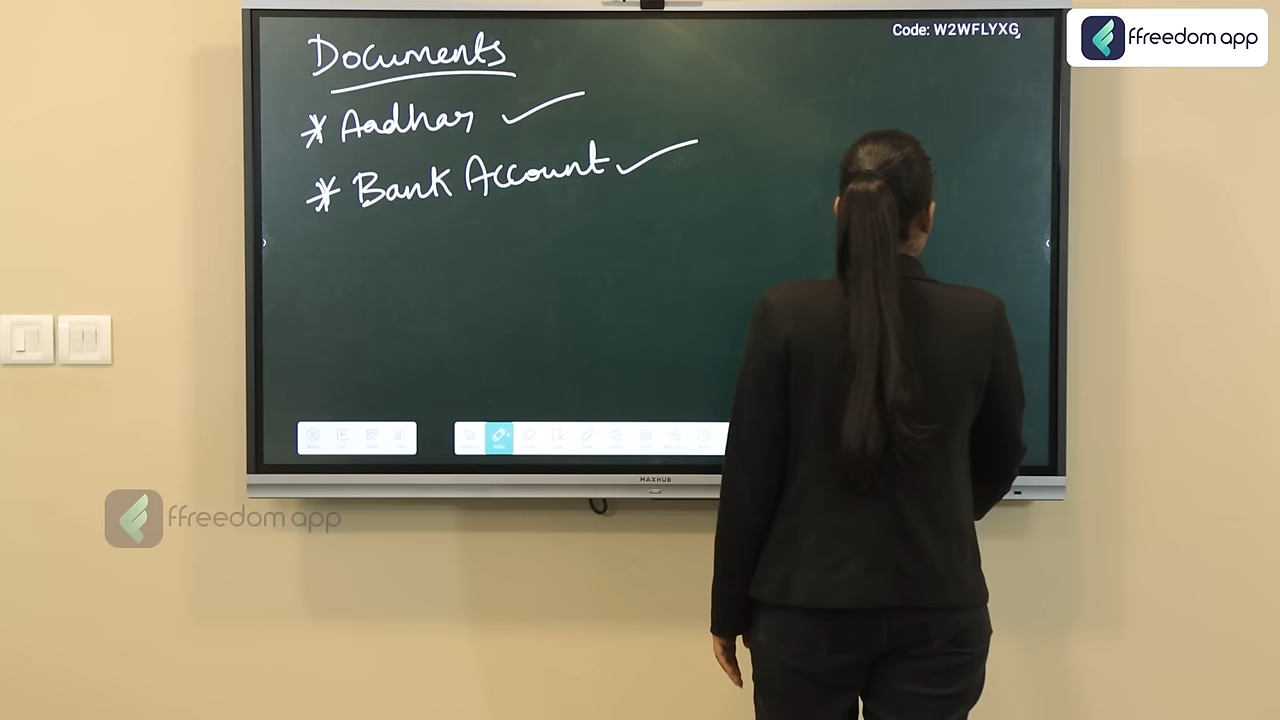 Code: W2WFLYXG
ffreedom app
Documents
* Aadhar ✓
* Bank Account ✓
MAXHUB
ffreedom app